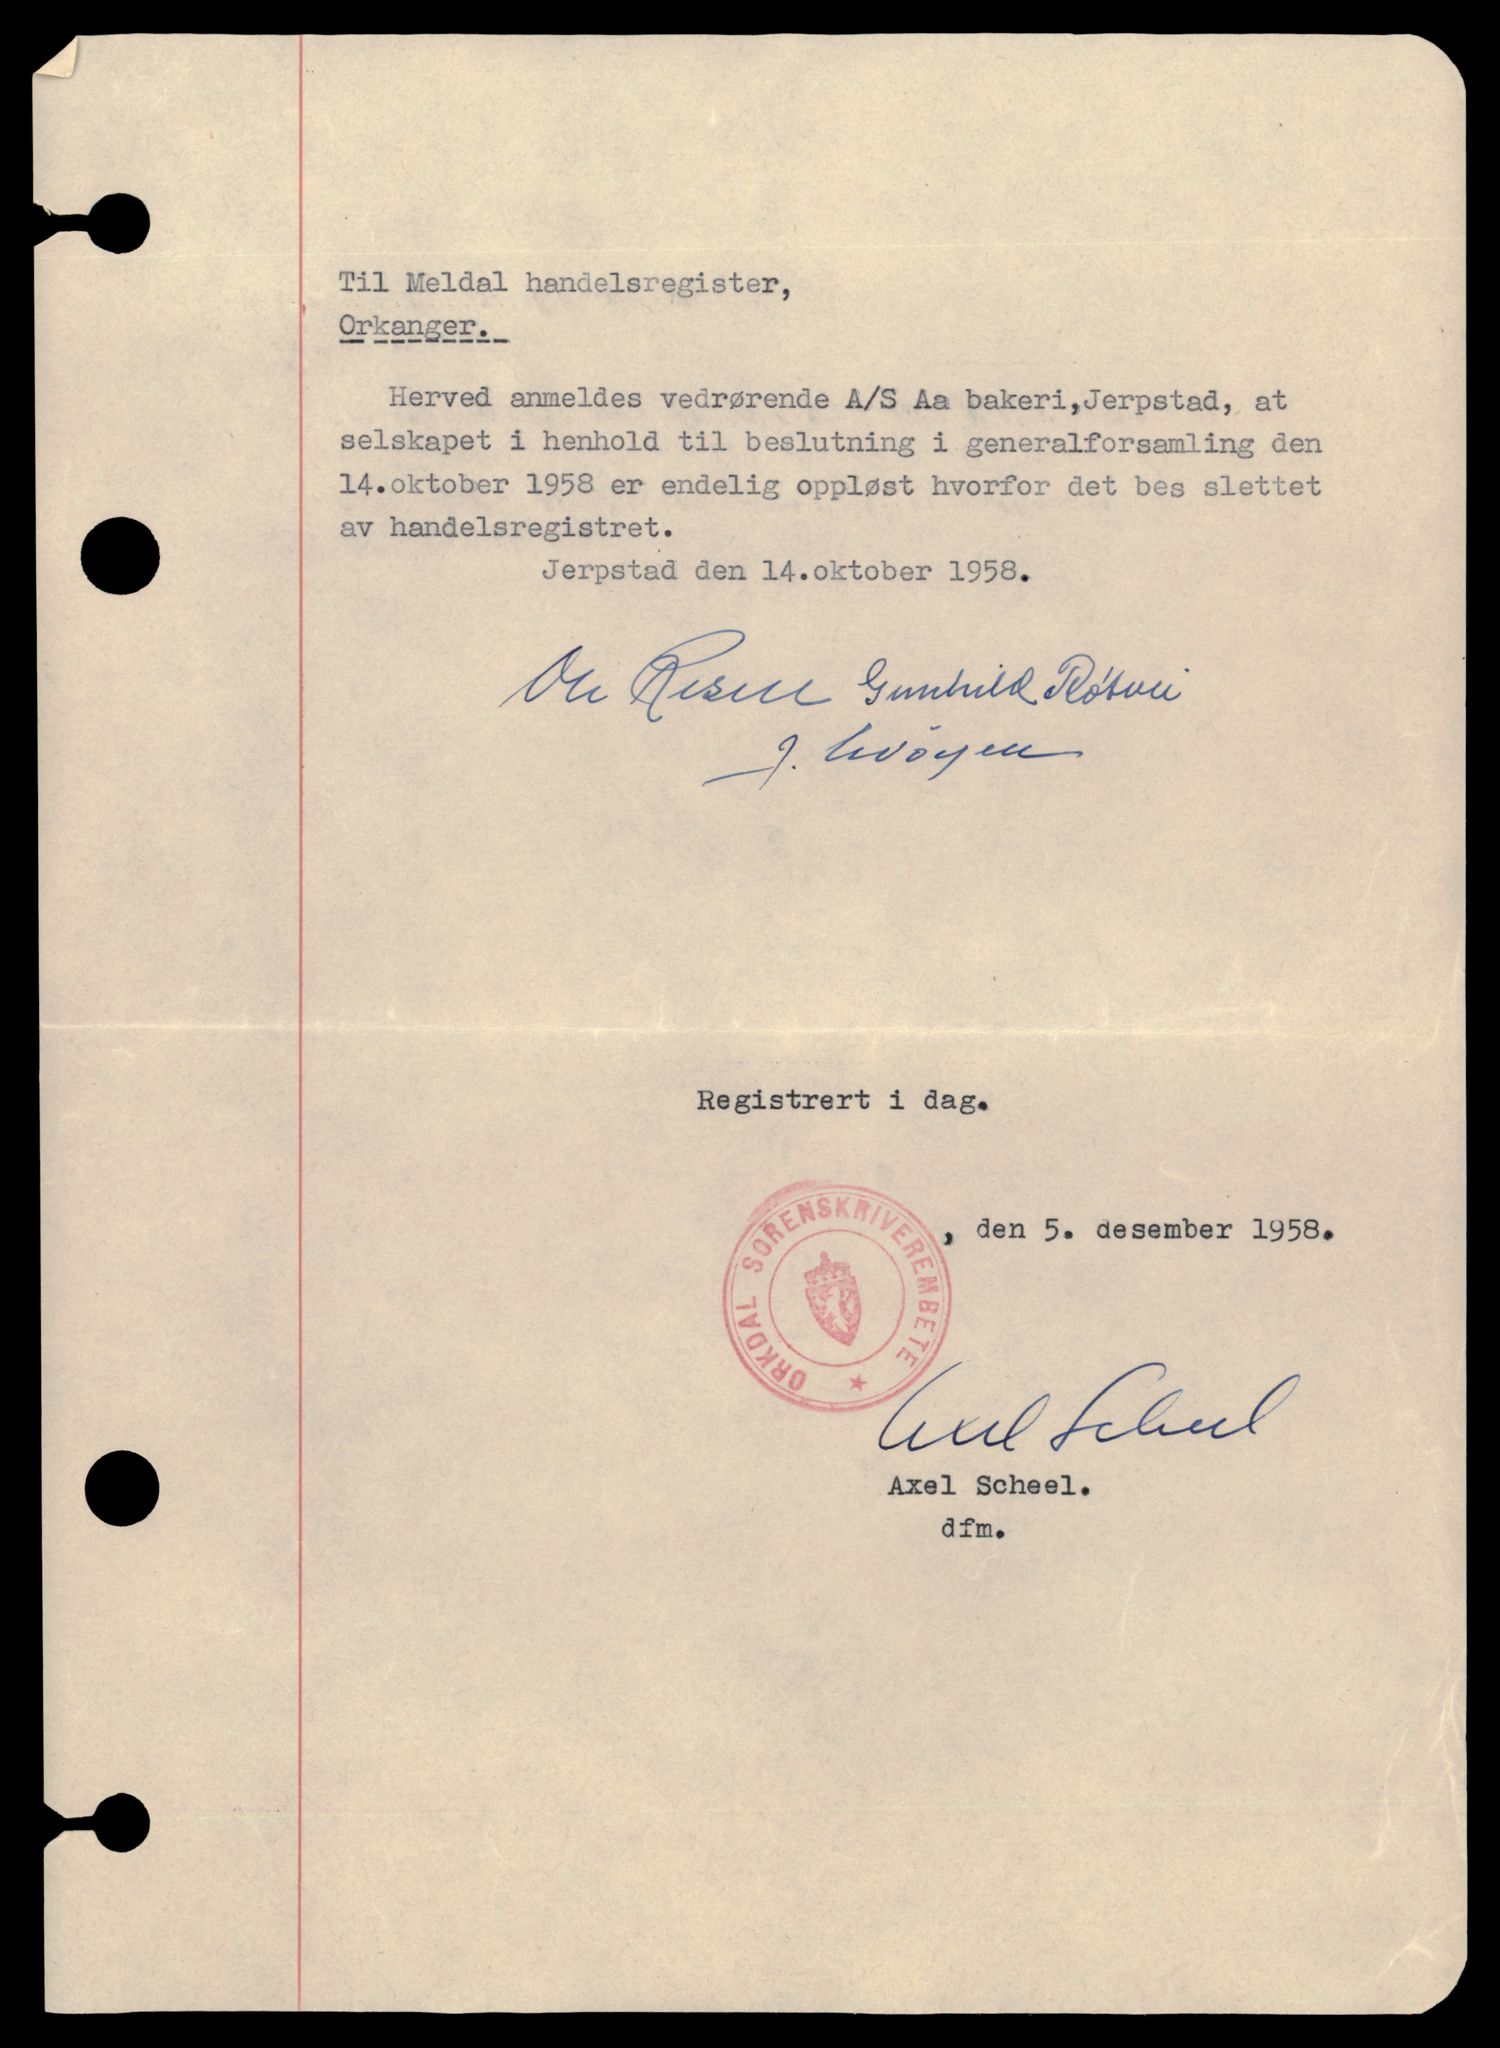 Til Meldal handelsregister,
Orkanger.
Herved anmeldes vedrørende A/S Aa bakeri,Jerpstad, at
selskapet i henhold til beslutning i generalforsamling den
14.oktober 1958 er endelig oppløst hvorfor det bes slettet
av handelsregistret.
Jerpstad den 14.oktober 1958.
Ole Resell Gunhild
J.
Registrert i dag.
, den 5. desember 1958.
ORKDAL SORENSKRIVEREMBETE
Axel Scheel
Axel Scheel.
dfm.